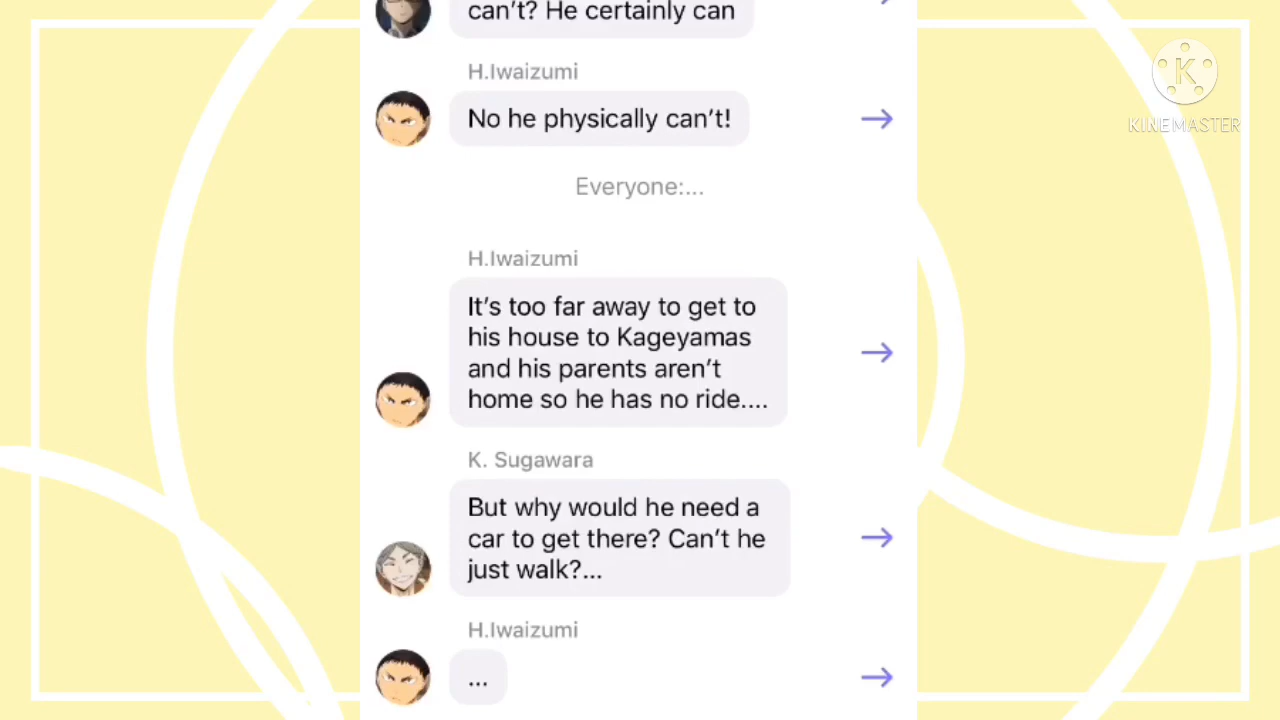 can't? He certainly can
H.Iwaizumi
No he physically can't!
Everyone:...
H.Iwaizumi
It's too far away to get to
his house to Kageyamas
and his parents aren't
home so he has no ride....
K. Sugawara
But why would he need a
car to get there? Can't he
just walk?...
H.Iwaizumi
...
K
KINEMASTER